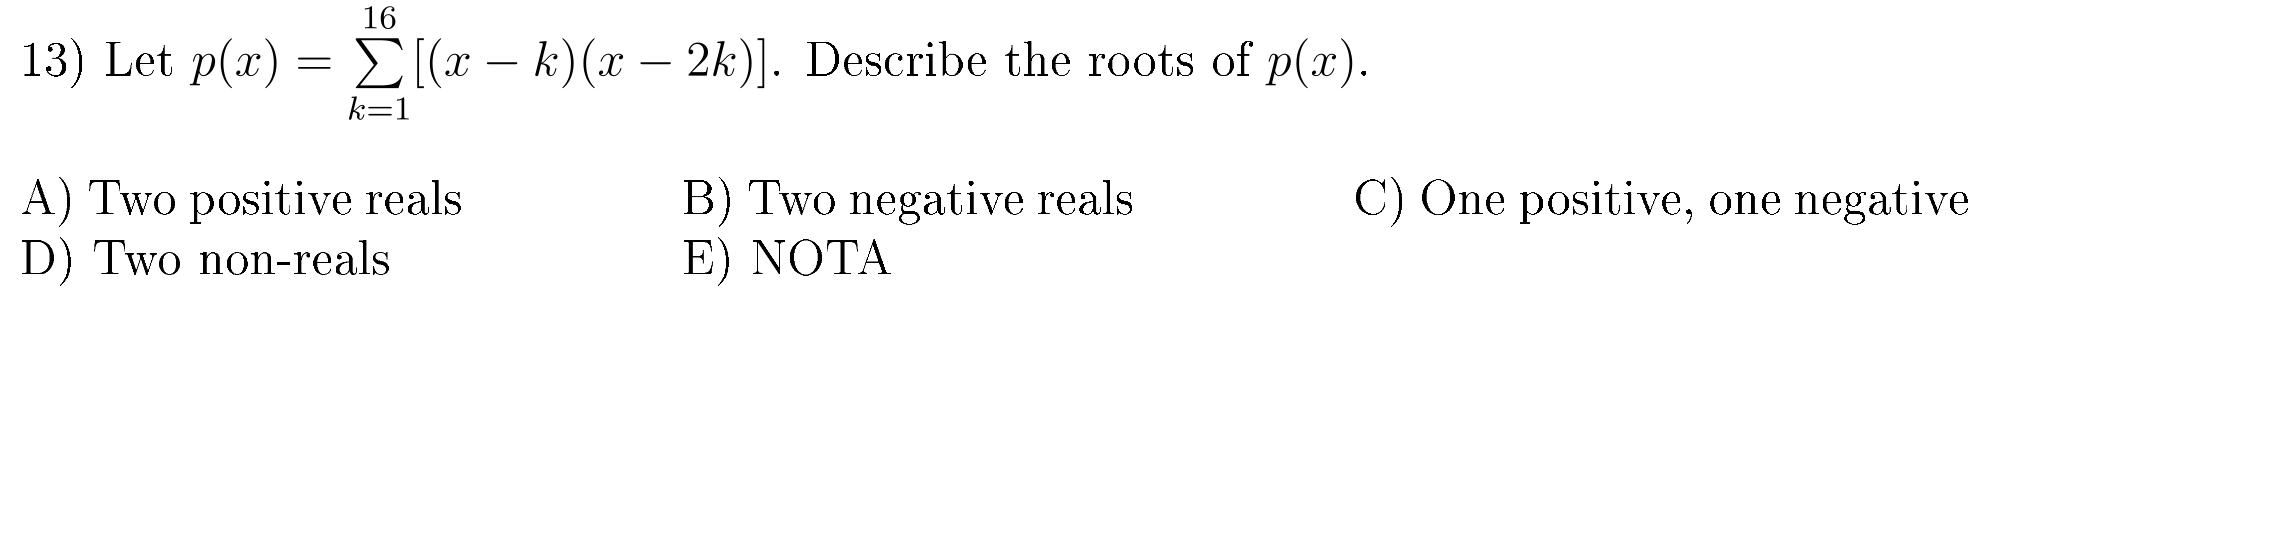 13) Let $p(x) = \sum_{k=1}^{16} [(x - k)(x - 2k)]$. Describe the roots of $p(x)$.
A) Two positive reals B) Two negative reals C) One positive, one negative
D) Two non-reals E) NOTA